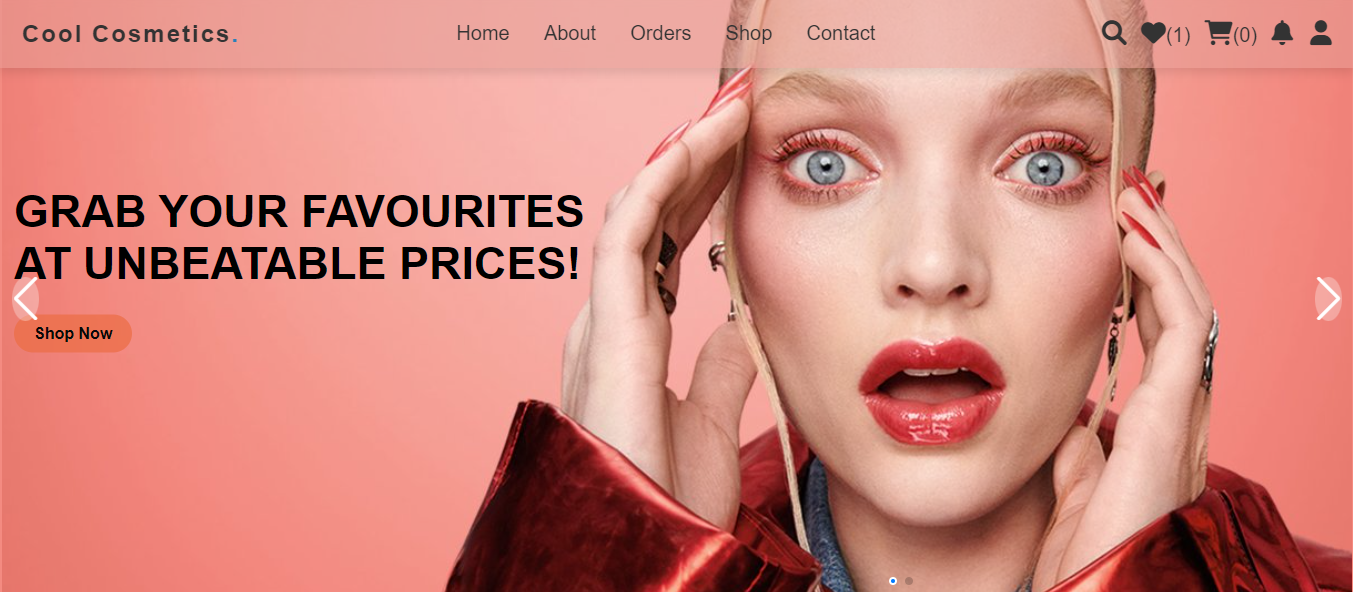 Cool Cosmetics.
Home About Orders Shop Contact
(1) (0)
GRAB YOUR FAVOURITES
AT UNBEATABLE PRICES!
Shop Now